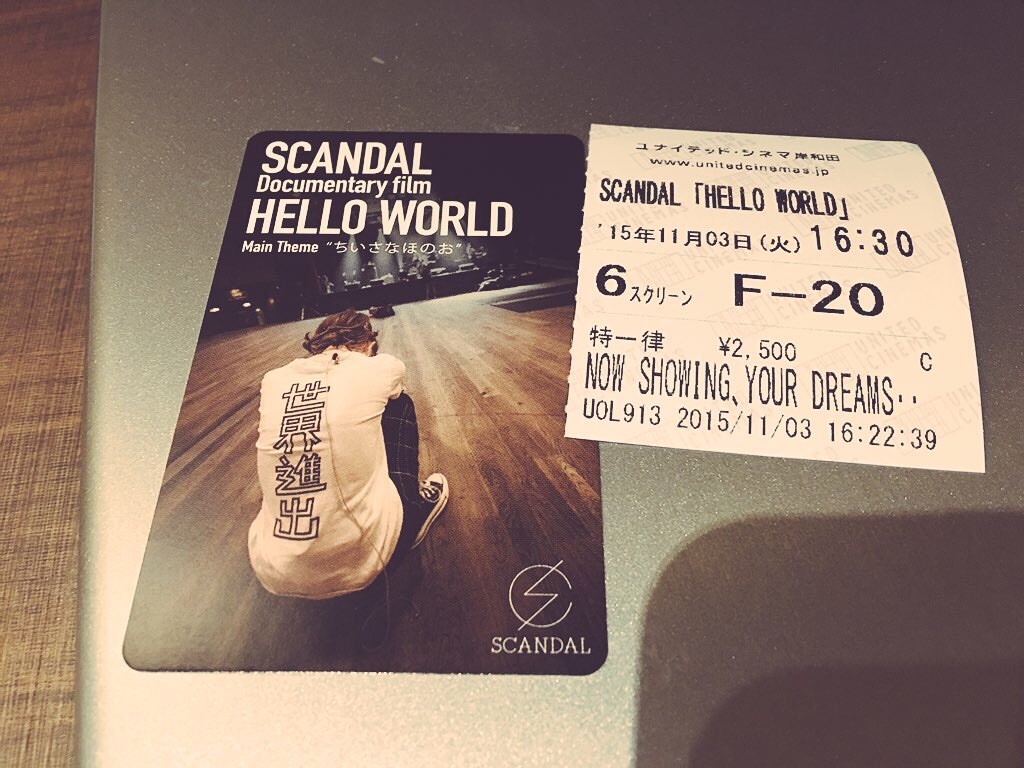 SCANDAL
Documentary film
HELLO WORLD
Main Theme “ちいさなほのお”
世界進出
SCANDAL
ユナイテッド・シネマ岸和田
www.unitedcinemas.jp
SCANDAL「HELLO WORLD」
'15年11月03日(火) 16:30
6スクリーン F-20
特一律 ¥2,500 C
NOW SHOWING、YOUR DREAMS・・
UOL913 2015/11/03 16:22:39
UNITED
CINEMAS